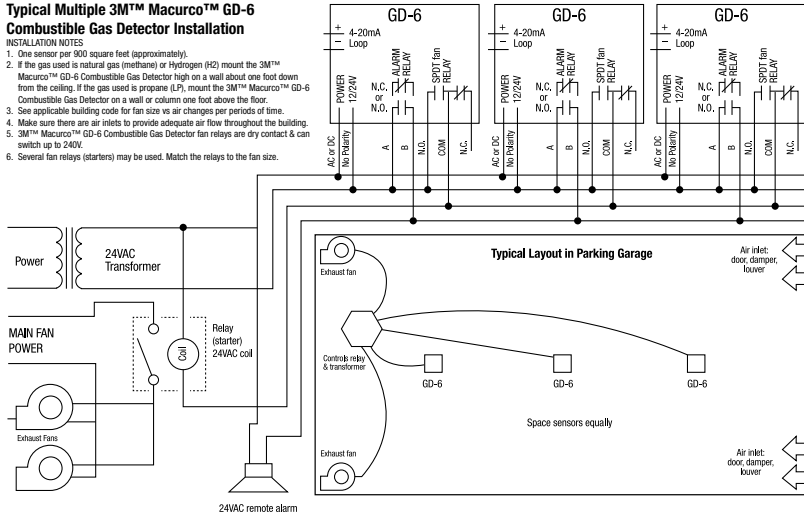 Typical Multiple 3M™ Macurco™ GD-6
Combustible Gas Detector Installation
INSTALLATION NOTES
1. One sensor per 900 square feet (approximately).
2. If the gas used is natural gas (methane) or Hydrogen (H2) mount the 3M™
Macurco™ GD-6 Combustible Gas Detector high on a wall about one foot down
from the ceiling. If the gas used is propane (LP), mount the 3M™ Macurco™ GD-6
Combustible Gas Detector on a wall or column one foot above the floor.
3. See applicable building code for fan size vs air changes per periods of time.
4. Make sure there are air inlets to provide adequate air flow throughout the building.
5. 3M™ Macurco™ GD-6 Combustible Gas Detector fan relays are dry contact & can
switch up to 240V.
6. Several fan relays (starters) may be used. Match the relays to the fan size.
GD-6
+ 4-20mA
− Loop
POWER
12/24V
N.C.
or
N.O.
ALARM
RELAY
SPDT fan
RELAY
AC or DC
No Polarity
A
B
N.O.
COM
N.C.
GD-6
+ 4-20mA
− Loop
POWER
12/24V
N.C.
or
N.O.
ALARM
RELAY
SPDT fan
RELAY
AC or DC
No Polarity
A
B
N.O.
COM
N.C.
GD-6
+ 4-20mA
− Loop
POWER
12/24V
N.C.
or
N.O.
ALARM
RELAY
SPDT fan
RELAY
AC or DC
No Polarity
A
B
N.O.
COM
N.C.
Power
24VAC
Transformer
MAIN FAN
POWER
Coil
Relay
(starter)
24VAC coil
Exhaust Fans
24VAC remote alarm
Typical Layout in Parking Garage
Exhaust fan
Air inlet:
door, damper,
louver
Controls relay
& transformer
GD-6
GD-6
GD-6
Space sensors equally
Exhaust fan
Air inlet:
door, damper,
louver